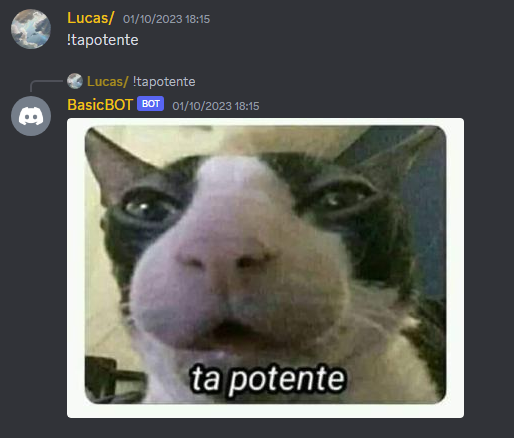 Lucas/ 01/10/2023 18:15
!tapotente
Lucas/ !tapotente
BasicBOT BOT 01/10/2023 18:15
ta potente